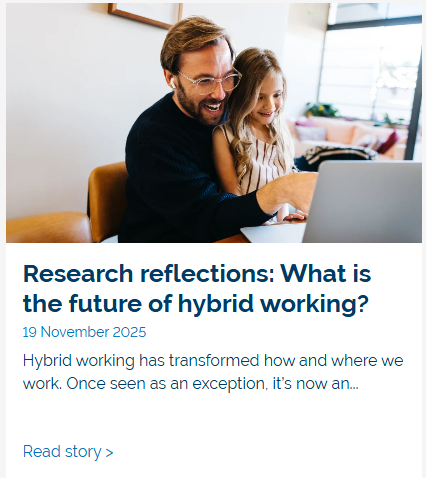 Research reflections: What is
the future of hybrid working?
19 November 2025
Hybrid working has transformed how and where we
work. Once seen as an exception, it's now an...
Read story >